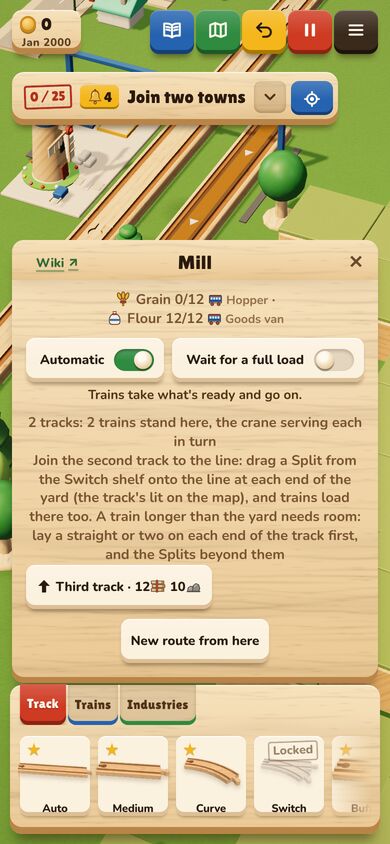 0
Jan 2000
0 / 25
4
Join two towns
Wiki
Mill
Grain 0/12 Hopper ·
Flour 12/12 Goods van
Automatic
Wait for a full load
Trains take what's ready and go on.
2 tracks: 2 trains stand here, the crane serving each
in turn
Join the second track to the line: drag a Split from
the Switch shelf onto the line at each end of the
yard (the track's lit on the map), and trains load
there too. A train longer than the yard needs room:
lay a straight or two on each end of the track first,
and the Splits beyond them
Third track · 12 10
New route from here
Track
Trains
Industries
Locked
Auto
Medium
Curve
Switch